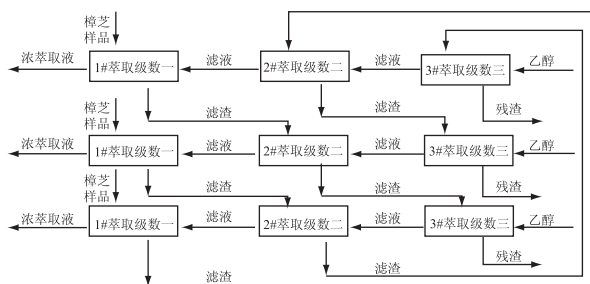 樟芝
样品
浓萃取液
1#萃取级数一
滤液
2#萃取级数二
滤液
3#萃取级数三
乙醇
樟芝
样品
滤渣
滤渣
残渣
浓萃取液
1#萃取级数一
滤液
2#萃取级数二
滤液
3#萃取级数三
乙醇
樟芝
样品
滤渣
滤渣
残渣
浓萃取液
1#萃取级数一
滤液
2#萃取级数二
滤液
3#萃取级数三
乙醇
滤渣
滤渣
残渣